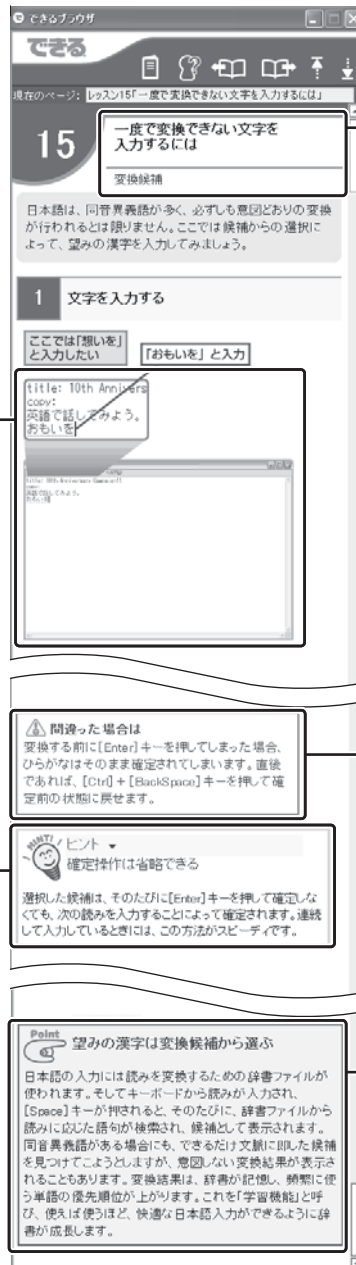 できるブラウザ
できる
現在のページ: レッスン15「一度で変換できない文字を入力するには」
15
一度で変換できない文字を
入力するには
変換候補
日本語は、同音異義語が多く、必ずしも意図どおりの変換
が行われるとは限りません。ここでは候補からの選択に
よって、望みの漢字を入力してみましょう。
1 文字を入力する
ここでは「想いを」
と入力したい
「おもいを」と入力
title: 10th Annivers
copy:
英語で話してみよう。
おもいを
英語で話してみよう。
おもいを
間違った場合は
変換する前に[Enter]キーを押してしまった場合、
ひらがなはそのまま確定されてしまいます。直後
であれば、[Ctrl]+[BackSpace]キーを押して確
定前の状態に戻せます。
HINT! ヒント
確定操作は省略できる
選択した候補は、そのたびに[Enter]キーを押して確定しな
くても、次の読みを入力することによって確定されます。連続
して入力しているときには、この方法がスピーディです。
Point 望みの漢字は変換候補から選ぶ
日本語の入力には読みを変換するための辞書ファイルが
使われます。そしてキーボードから読みが入力され、
[Space]キーが押されると、そのたびに、辞書ファイルから
読みに応じた語句が検索され、候補として表示されます。
同音異義語がある場合にも、できるだけ文脈に即した候補
を見つけてこようとしますが、意図しない変換結果が表示さ
れることもあります。変換結果は、辞書が記憶し、頻繁に使
う単語の優先順位が上がります。これを「学習機能」と呼
び、使えば使うほど、快適な日本語入力ができるように辞
書が成長します。